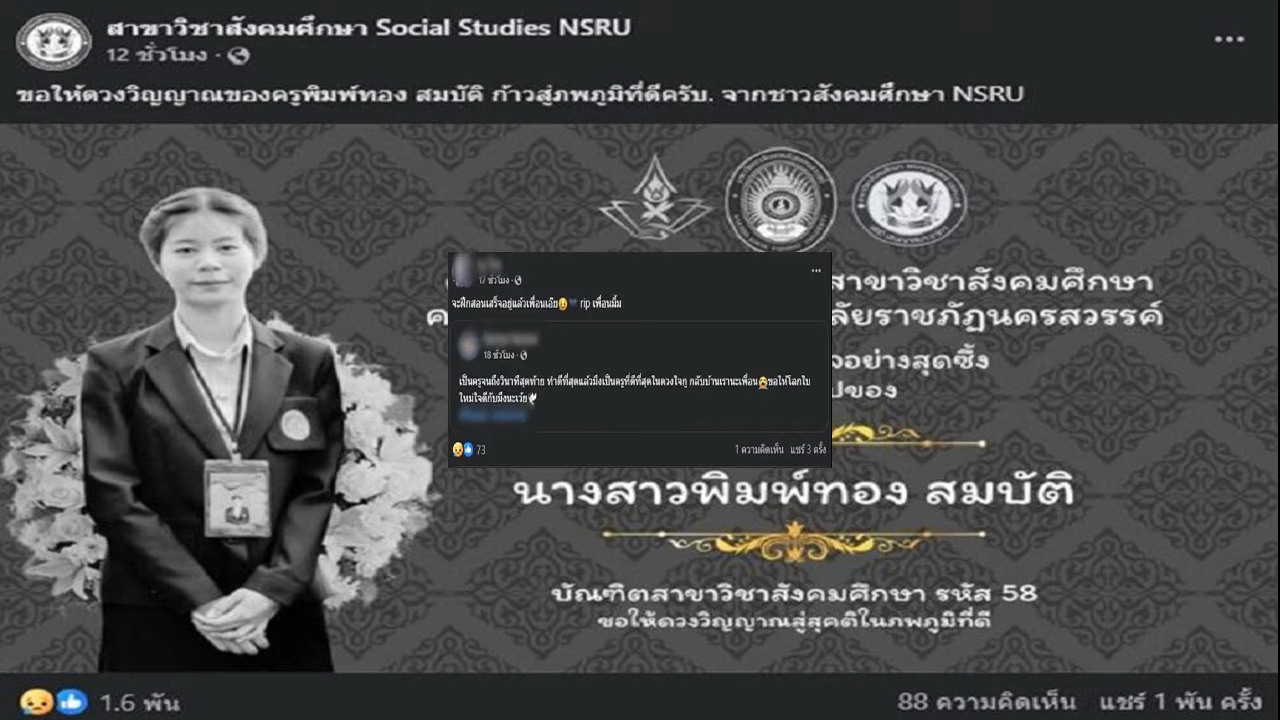 สาขาวิชาสังคมศึกษา Social Studies NSRU
12 ชั่วโมง ·
ขอให้ดวงวิญญาณของครูพิมพ์ทอง สมบัติ ก้าวสู่ภพภูมิที่ดีครับ. จากชาวสังคมศึกษา NSRU
สาขาวิชาสังคมศึกษา
ลัยราชภัฏนครสวรรค์
อย่างสุดซึ้ง
ของ
17 ชั่วโมง ·
จะฝึกสอนเสร็จอยู่แล้วเพื่อนเอ้ย😢🖤 rip เพื่อนมิ้ม
18 ชั่วโมง ·
เป็นครูจนถึงวินาทีสุดท้าย ทำดีที่สุดแล้วมึงเป็นครูที่ดีที่สุดในดวงใจกู กลับบ้านเรานะเพื่อน😭ขอให้โลกใบ
ใหม่ใจดีกับมึงนะเว้ย🕊
73
1 ความคิดเห็น แชร์ 3 ครั้ง
นางสาวพิมพ์ทอง สมบัติ
บัณฑิตสาขาวิชาสังคมศึกษา รหัส 58
ขอให้ดวงวิญญาณสู่สุคติในภพภูมิที่ดี
1.6 พัน
88 ความคิดเห็น แชร์ 1 พัน ครั้ง